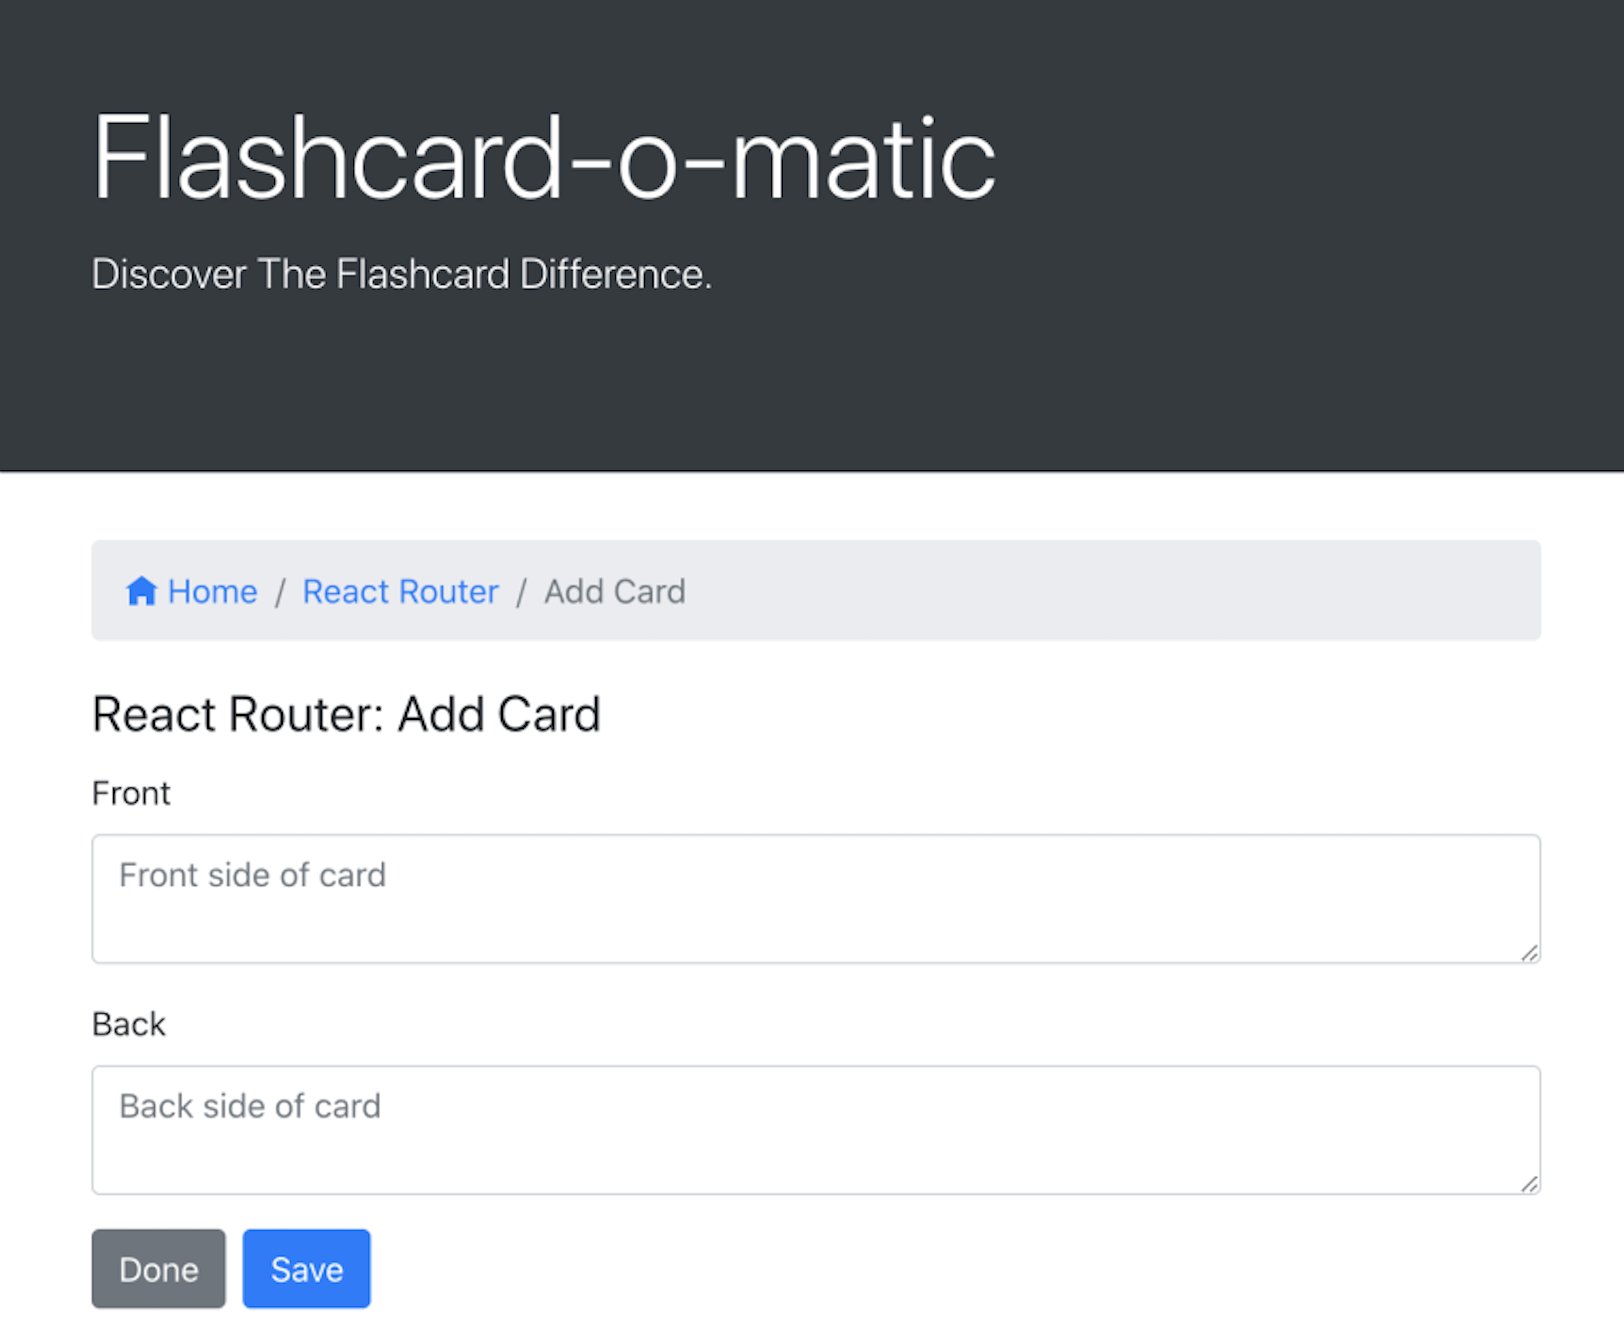 Flashcard-o-matic
Discover The Flashcard Difference.
Home / React Router / Add Card
React Router: Add Card
Front
Front side of card
Back
Back side of card
Done Save